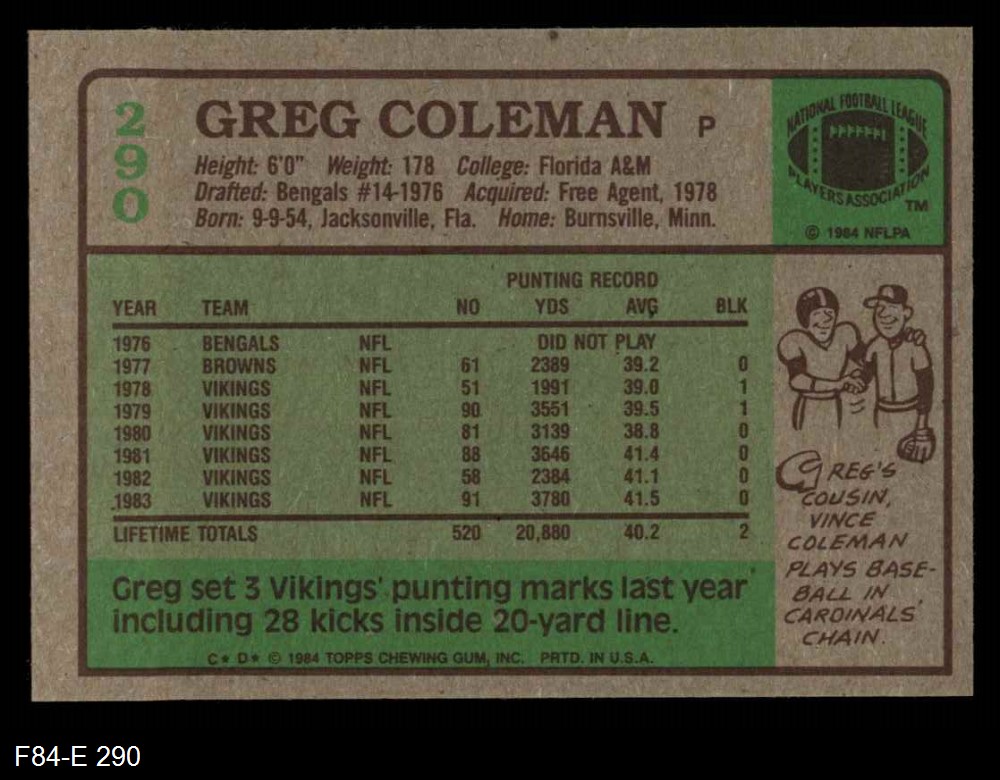 290
GREG COLEMAN P
Height: 6'0" Weight: 178 College: Florida A&M
Drafted: Bengals #14-1976 Acquired: Free Agent, 1978
Born: 9-9-54, Jacksonville, Fla. Home: Burnsville, Minn.
NATIONAL FOOTBALL LEAGUE
PLAYERS ASSOCIATION
TM
© 1984 NFLPA
PUNTING RECORD
YEAR TEAM NO YDS AVG BLK
1976 BENGALS NFL DID NOT PLAY
1977 BROWNS NFL 61 2389 39.2 0
1978 VIKINGS NFL 51 1991 39.0 1
1979 VIKINGS NFL 90 3551 39.5 1
1980 VIKINGS NFL 81 3139 38.8 0
1981 VIKINGS NFL 88 3646 41.4 0
1982 VIKINGS NFL 58 2384 41.1 0
1983 VIKINGS NFL 91 3780 41.5 0
LIFETIME TOTALS 520 20,880 40.2 2
Greg set 3 Vikings' punting marks last year
including 28 kicks inside 20-yard line.
C★ D★ © 1984 TOPPS CHEWING GUM, INC. PRTD. IN U.S.A.
GREG'S
COUSIN,
VINCE
COLEMAN
PLAYS BASE-
BALL IN
CARDINALS'
CHAIN.
F84-E 290